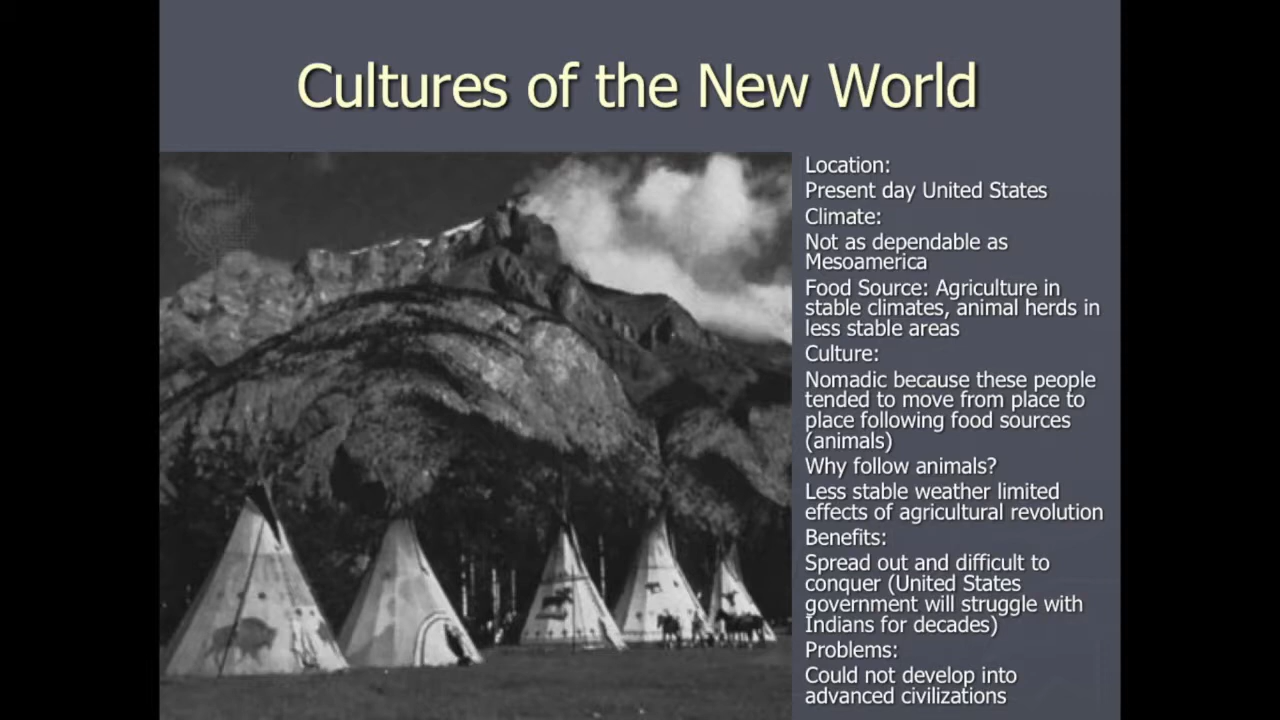 Cultures of the New World
Location:
Present day United States
Climate:
Not as dependable as
Mesoamerica
Food Source: Agriculture in
stable climates, animal herds in
less stable areas
Culture:
Nomadic because these people
tended to move from place to
place following food sources
(animals)
Why follow animals?
Less stable weather limited
effects of agricultural revolution
Benefits:
Spread out and difficult to
conquer (United States
government will struggle with
Indians for decades)
Problems:
Could not develop into
advanced civilizations